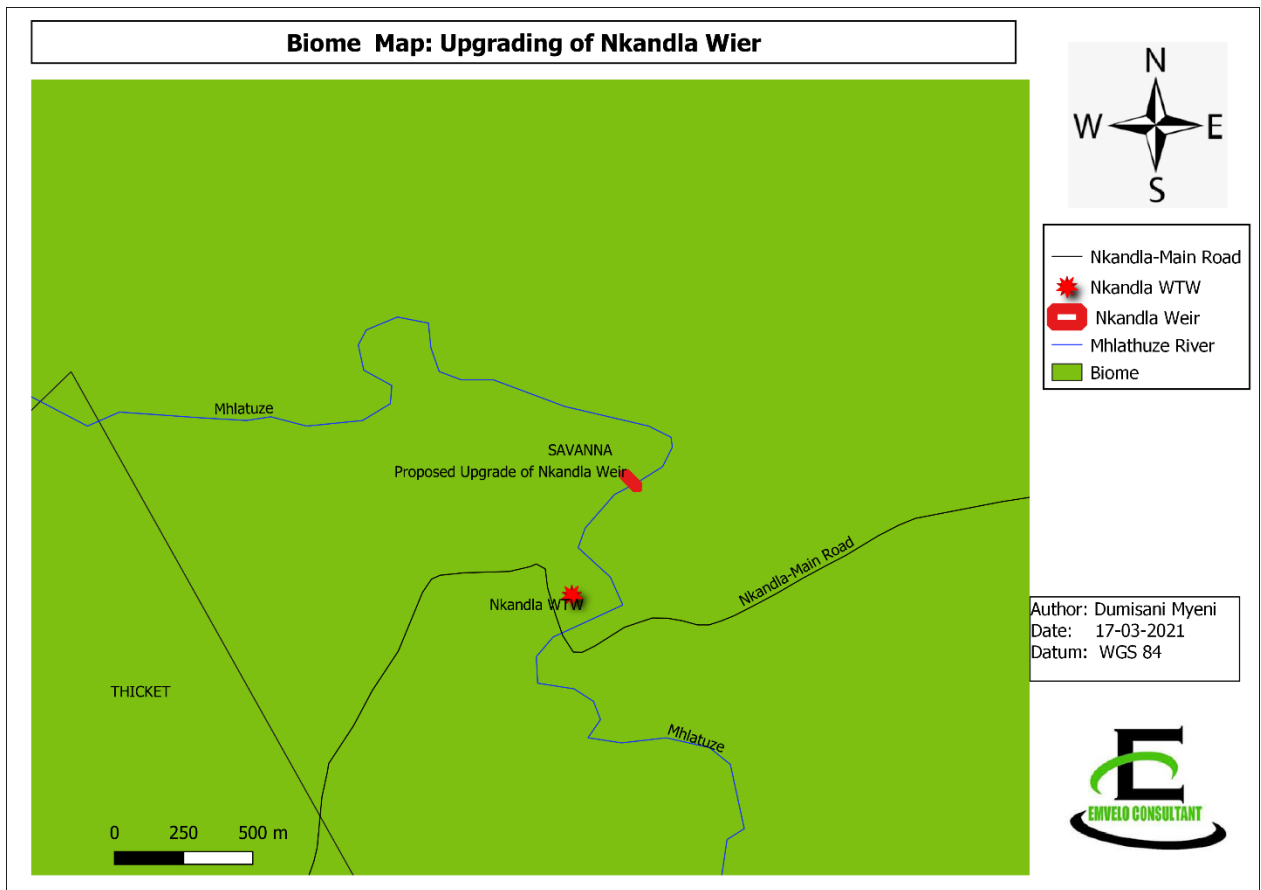 Biome Map: Upgrading of Nkandla Wier
N
W E
S
Nkandla-Main Road
Nkandla WTW
Nkandla Weir
Mhlathuze River
Biome
Mhlatuze
SAVANNA
Proposed Upgrade of Nkandla Weir
Nkandla-Main Road
Nkandla WTW
THICKET
Mhlatuze
0 250 500 m
Author: Dumisani Myeni
Date: 17-03-2021
Datum: WGS 84
E
EMVELO CONSULTANT